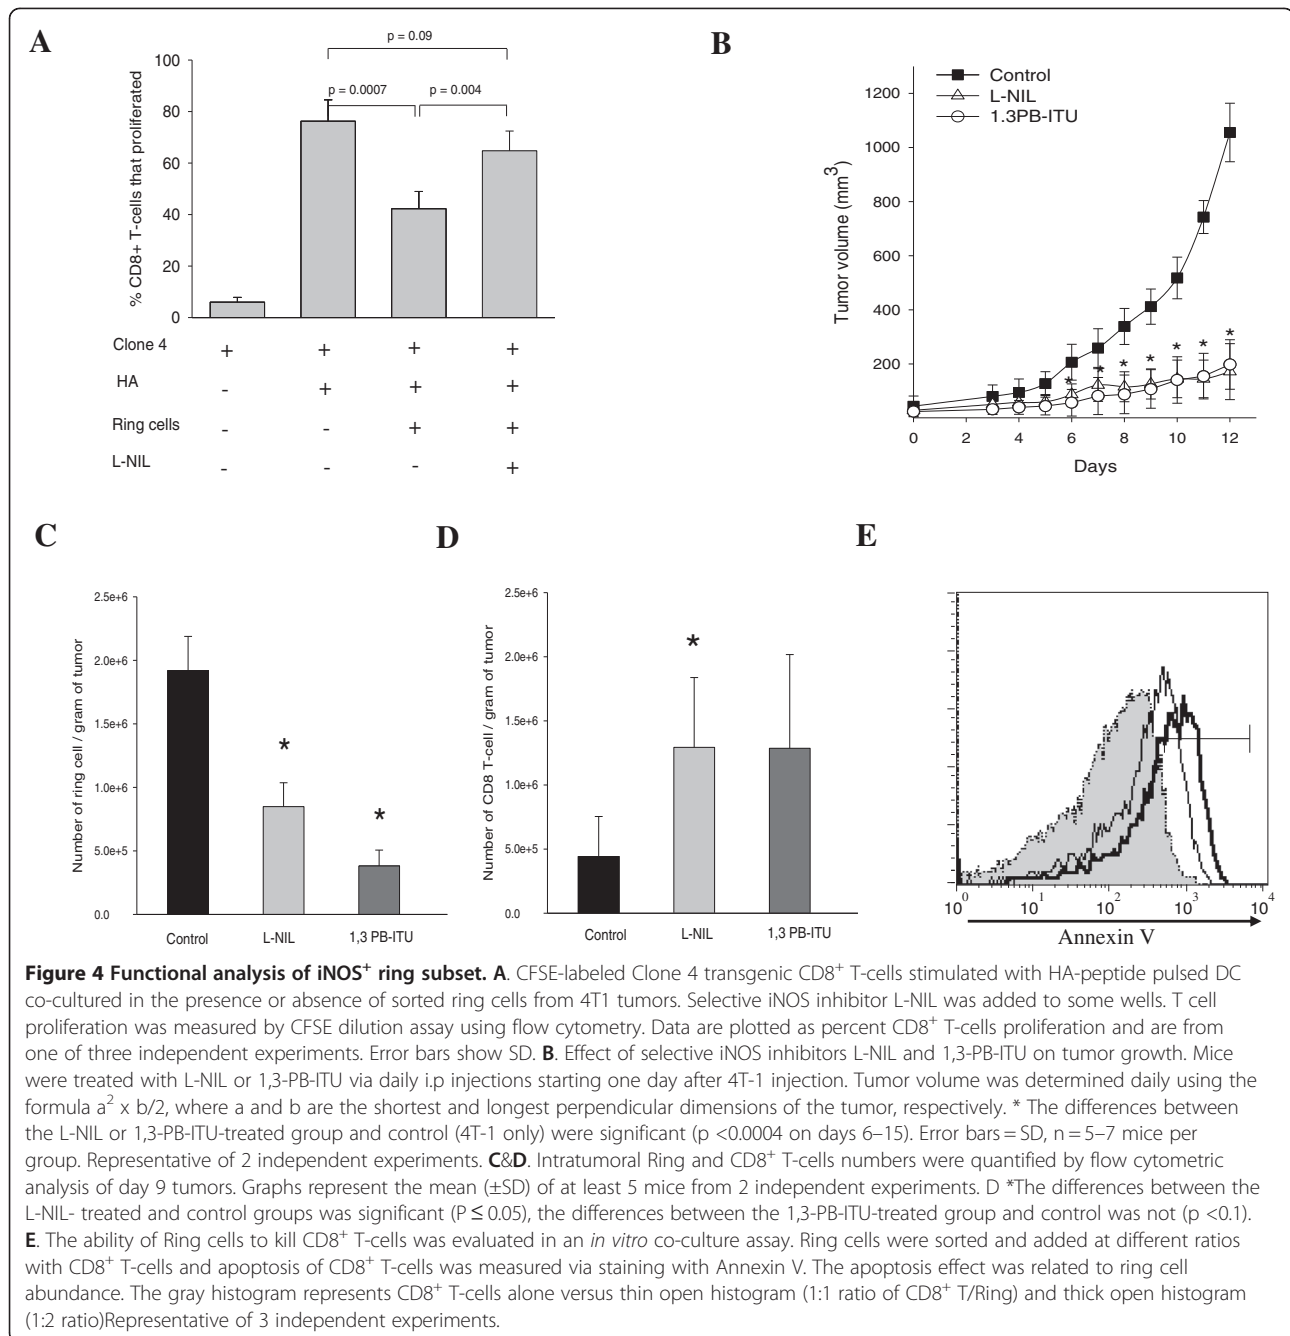 A
p = 0.09
p = 0.0007
p = 0.004
% CD8+ T-cells that proliferated
100
80
60
40
20
0
Clone 4 + + + +
HA - + + +
Ring cells - - + +
L-NIL - - - +
B
Control
L-NIL
1.3PB-ITU
Tumor volume (mm³)
1200
1000
800
600
400
200
* * * * * * *
0 2 4 6 8 10 12
Days
C
Number of ring cell / gram of tumor
2.5e+6
2.0e+6
1.5e+6
1.0e+6
5.0e+5
0.0
*
*
Control L-NIL 1,3 PB-ITU
D
Number of CD8 T-cell / gram of tumor
2.5e+6
2.0e+6
1.5e+6
1.0e+6
5.0e+5
0.0
*
Control L-NIL 1,3 PB-ITU
E
10⁰ 10¹ 10² 10³ 10⁴
Annexin V
Figure 4 Functional analysis of iNOS⁺ ring subset. A. CFSE-labeled Clone 4 transgenic CD8⁺ T-cells stimulated with HA-peptide pulsed DC
co-cultured in the presence or absence of sorted ring cells from 4T1 tumors. Selective iNOS inhibitor L-NIL was added to some wells. T cell
proliferation was measured by CFSE dilution assay using flow cytometry. Data are plotted as percent CD8⁺ T-cells proliferation and are from
one of three independent experiments. Error bars show SD. B. Effect of selective iNOS inhibitors L-NIL and 1,3-PB-ITU on tumor growth. Mice
were treated with L-NIL or 1,3-PB-ITU via daily i.p injections starting one day after 4T-1 injection. Tumor volume was determined daily using the
formula a² x b/2, where a and b are the shortest and longest perpendicular dimensions of the tumor, respectively. * The differences between
the L-NIL or 1,3-PB-ITU-treated group and control (4T-1 only) were significant (p <0.0004 on days 6–15). Error bars = SD, n = 5–7 mice per
group. Representative of 2 independent experiments. C&D. Intratumoral Ring and CD8⁺ T-cells numbers were quantified by flow cytometric
analysis of day 9 tumors. Graphs represent the mean (±SD) of at least 5 mice from 2 independent experiments. D *The differences between the
L-NIL- treated and control groups was significant (P ≤ 0.05), the differences between the 1,3-PB-ITU-treated group and control was not (p <0.1).
E. The ability of Ring cells to kill CD8⁺ T-cells was evaluated in an in vitro co-culture assay. Ring cells were sorted and added at different ratios
with CD8⁺ T-cells and apoptosis of CD8⁺ T-cells was measured via staining with Annexin V. The apoptosis effect was related to ring cell
abundance. The gray histogram represents CD8⁺ T-cells alone versus thin open histogram (1:1 ratio of CD8⁺ T/Ring) and thick open histogram
(1:2 ratio)Representative of 3 independent experiments.